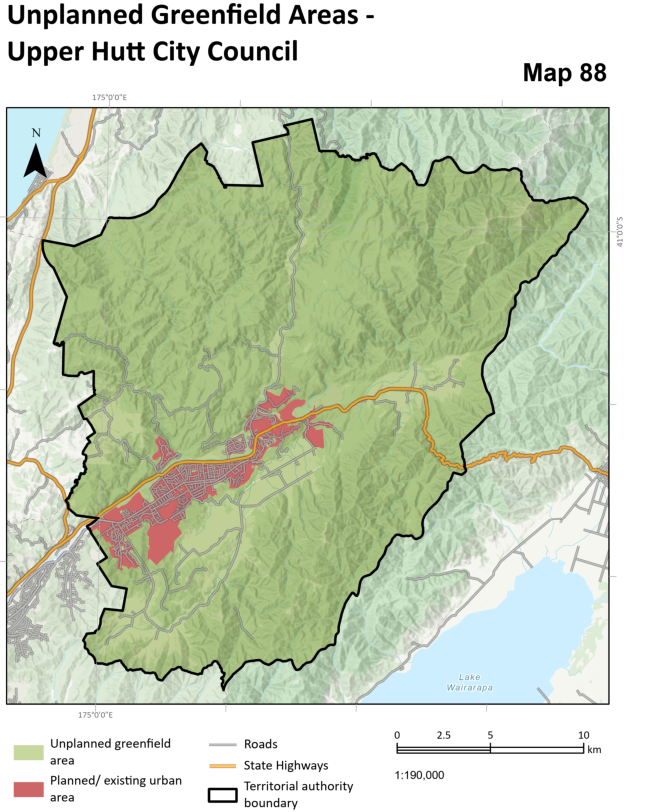 Unplanned Greenfield Areas -
Upper Hutt City Council
Map 88
175°0'0"E
N
41°0'0"S
Lake
Wairarapa
175°0'0"E
Unplanned greenfield
area
Planned/ existing urban
area
Roads
State Highways
Territorial authority
boundary
0 2.5 5 10
km
1:190,000